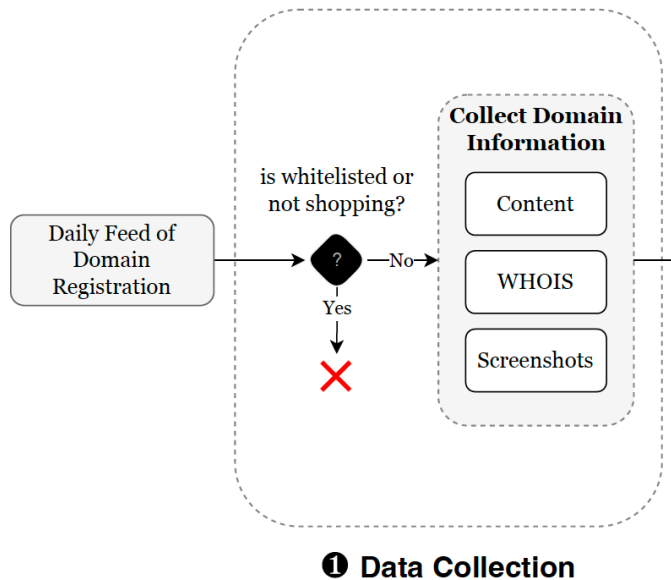 Collect Domain
Information
is whitelisted or
not shopping?
Content
Daily Feed of
Domain
Registration
?
No
WHOIS
Yes
Screenshots
❶ Data Collection